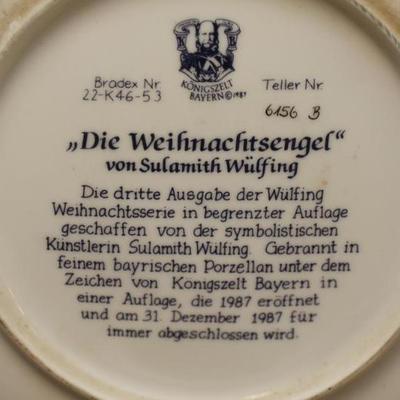 Bradex Nr. 22-K46-53
KÖNIGSZELT
BAYERN ©1987
Teller Nr.
6156 B
„Die Weihnachtsengel“
von Sulamith Wülfing
Die dritte Ausgabe der Wülfing
Weihnachtsserie in begrenzter Auflage
geschaffen von der symbolistischen
Künstlerin Sulamith Wülfing. Gebrannt in
feinem bayrischen Porzellan unter dem
Zeichen von Königszelt Bayern in
einer Auflage, die 1987 eröffnet
und am 31. Dezember 1987 für
immer abgeschlossen wird.